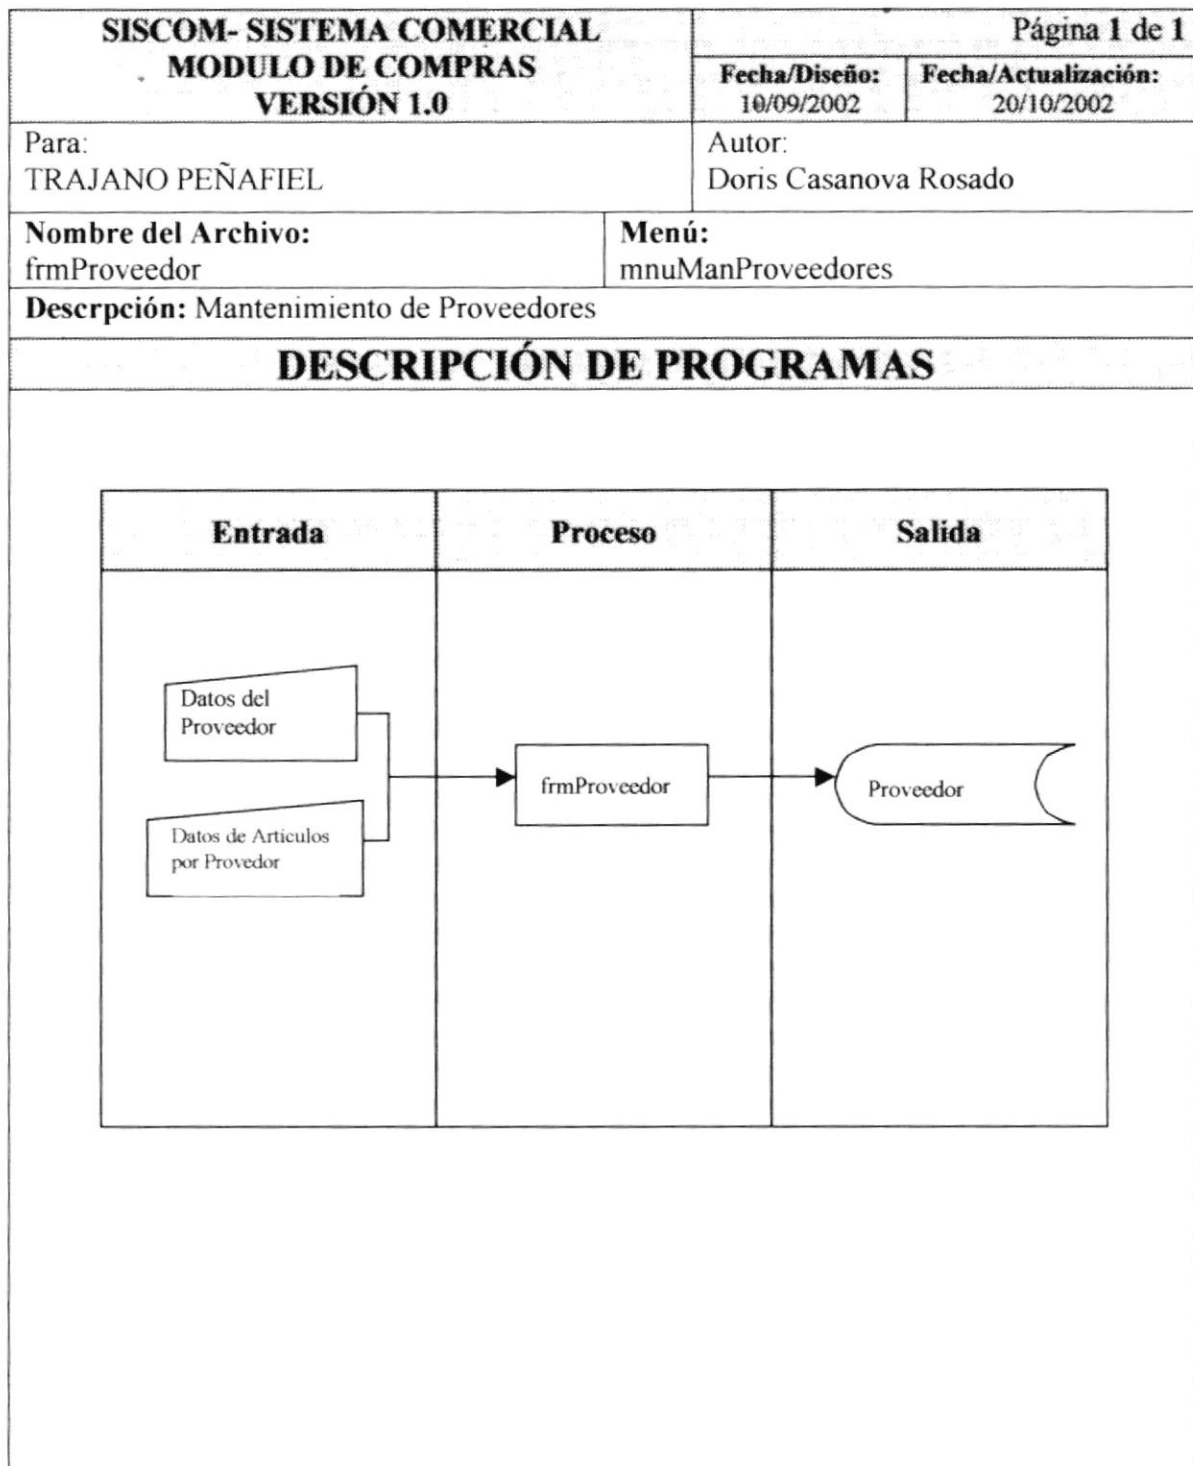 SISCOM- SISTEMA COMERCIAL
MODULO DE COMPRAS
VERSIÓN 1.0
Página 1 de 1
Fecha/Diseño:
10/09/2002
Fecha/Actualización:
20/10/2002
Para:
TRAJANO PEÑAFIEL
Autor:
Doris Casanova Rosado
Nombre del Archivo:
frmProveedor
Menú:
mnuManProveedores
Descrpción: Mantenimiento de Proveedores
DESCRIPCIÓN DE PROGRAMAS
Entrada
Proceso
Salida
Datos del
Proveedor
frmProveedor
Proveedor
Datos de Articulos
por Provedor